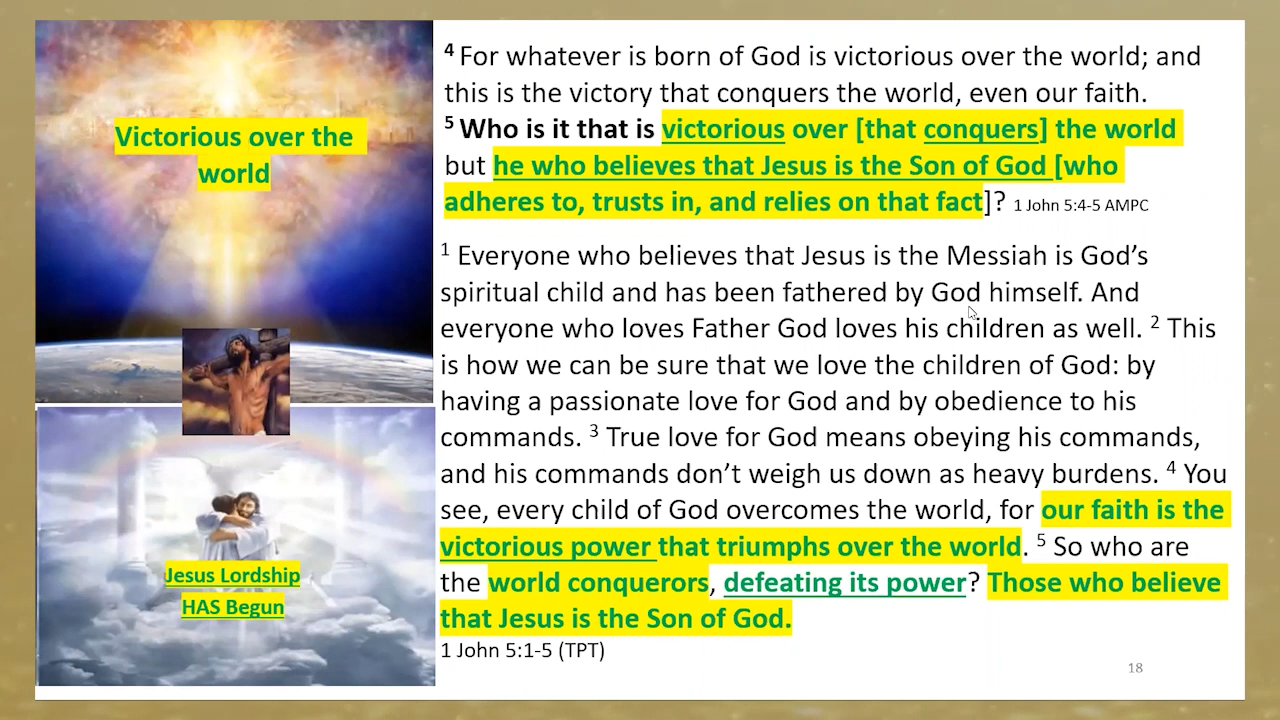 Victorious over the
world
Jesus Lordship
HAS Begun
4 For whatever is born of God is victorious over the world; and
this is the victory that conquers the world, even our faith.
5 Who is it that is victorious over [that conquers] the world
but he who believes that Jesus is the Son of God [who
adheres to, trusts in, and relies on that fact]? 1 John 5:4-5 AMPC
1 Everyone who believes that Jesus is the Messiah is God’s
spiritual child and has been fathered by God himself. And
everyone who loves Father God loves his children as well. 2 This
is how we can be sure that we love the children of God: by
having a passionate love for God and by obedience to his
commands. 3 True love for God means obeying his commands,
and his commands don’t weigh us down as heavy burdens. 4 You
see, every child of God overcomes the world, for our faith is the
victorious power that triumphs over the world. 5 So who are
the world conquerors, defeating its power? Those who believe
that Jesus is the Son of God.
1 John 5:1-5 (TPT)
18